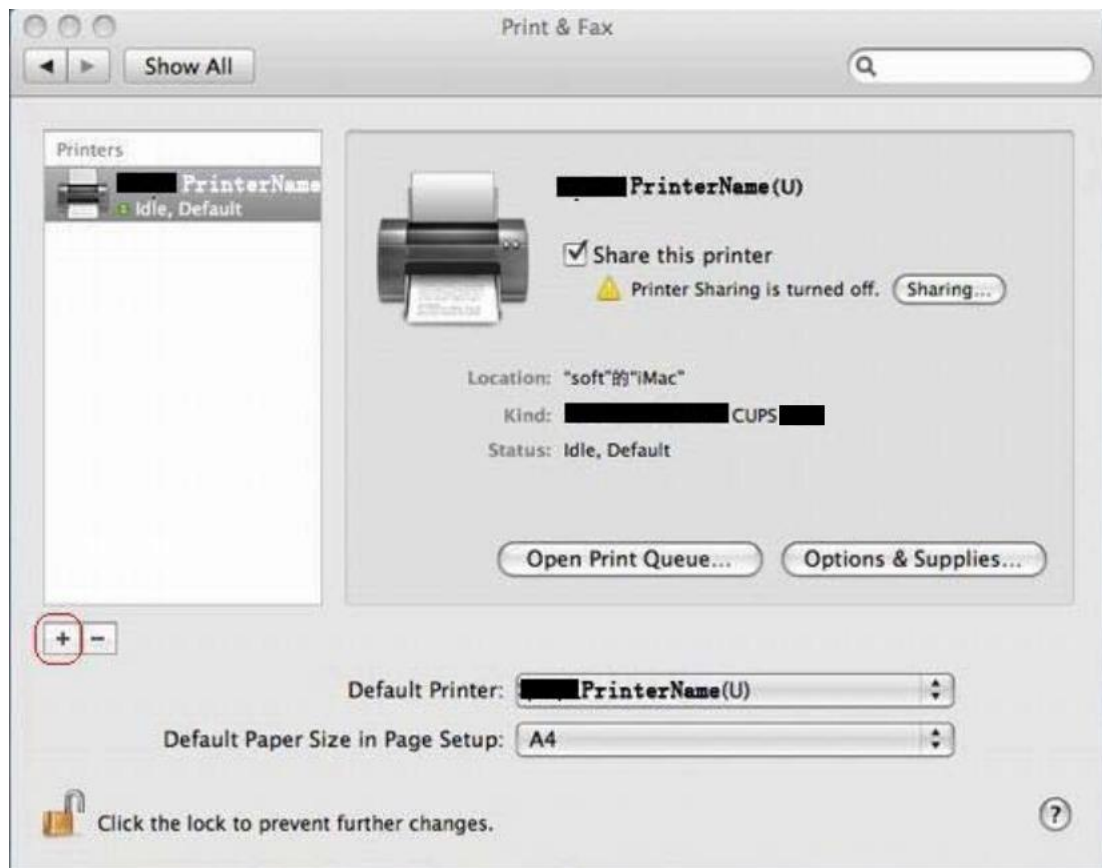 Print & Fax
Show All
Printers
PrinterName
Idle, Default
PrinterName(U)
Share this printer
Printer Sharing is turned off. Sharing...
Location: "soft"的"iMac"
Kind: CUPS
Status: Idle, Default
Open Print Queue... Options & Supplies...
+ −
Default Printer: PrinterName(U)
Default Paper Size in Page Setup: A4
Click the lock to prevent further changes. ?